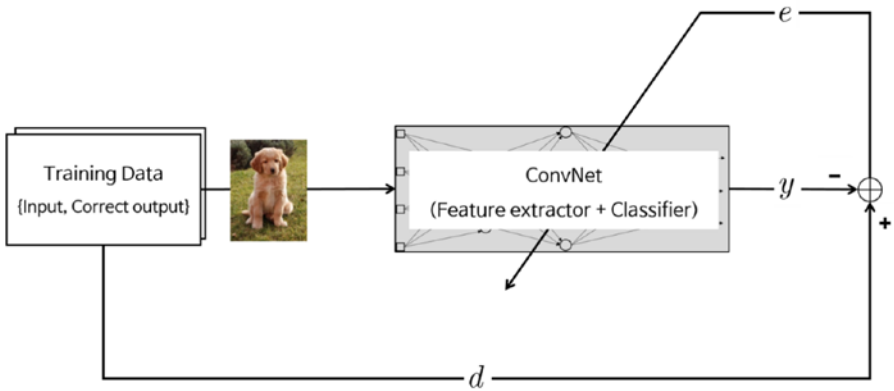 e
Training Data
{Input, Correct output}
ConvNet
(Feature extractor + Classifier)
y
-
+
d